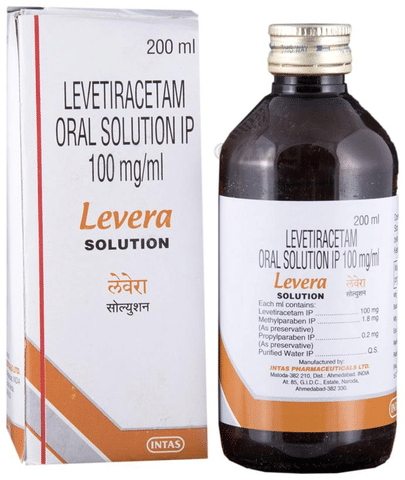 200 ml
LEVETIRACETAM
ORAL SOLUTION IP
100 mg/ml
Levera
SOLUTION
लेवेरा
सोल्युशन
INTAS
200 ml
LEVETIRACETAM
ORAL SOLUTION IP 100 mg/ml
Levera
SOLUTION
लेवेरा
सोल्युशन
Each ml contains:
Levetiracetam IP 100 mg
Methylparaben IP 1.8 mg
(As preservative)
Propylparaben IP 0.2 mg
(As preservative)
Purified Water IP Q.S.
Manufactured by:
INTAS PHARMACEUTICALS LTD.
Matoda-382 210, Dist.: Ahmedabad. INDIA
At. 85, G.I.D.C., Estate, Naroda,
Ahmedabad-382 330.
INTAS